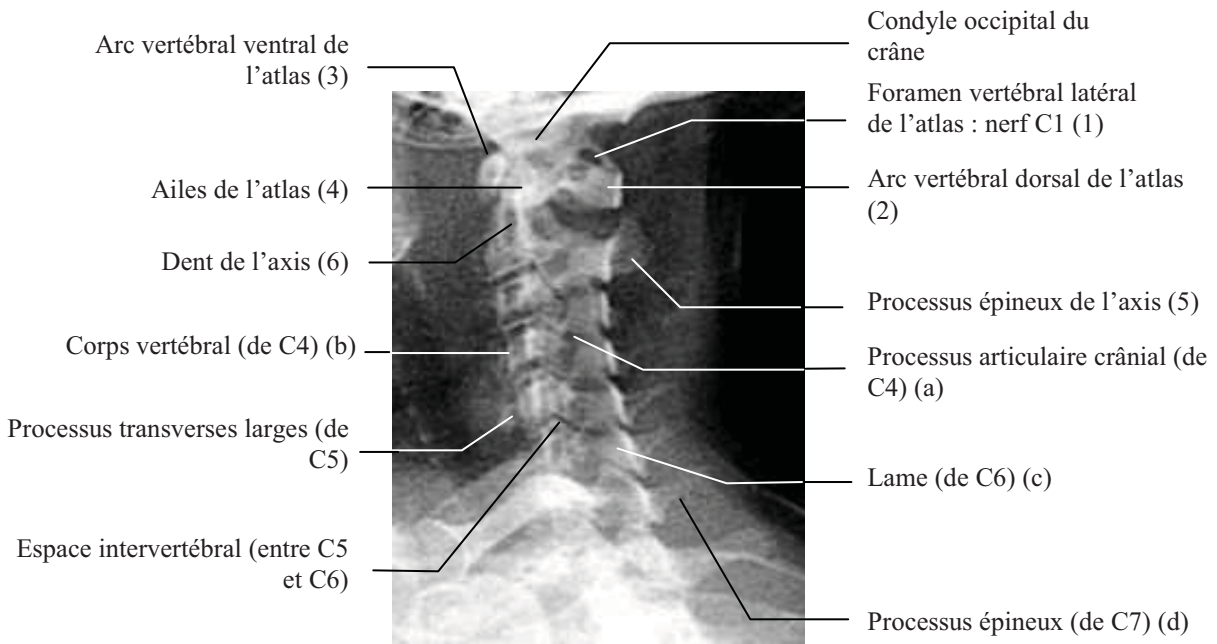 Arc vertébral ventral de
l'atlas (3)
Ailes de l'atlas (4)
Dent de l'axis (6)
Corps vertébral (de C4) (b)
Processus transverses larges (de
C5)
Espace intervertébral (entre C5
et C6)
Condyle occipital du
crâne
Foramen vertébral latéral
de l'atlas : nerf C1 (1)
Arc vertébral dorsal de l'atlas
(2)
Processus épineux de l'axis (5)
Processus articulaire crânial (de
C4) (a)
Lame (de C6) (c)
Processus épineux (de C7) (d)